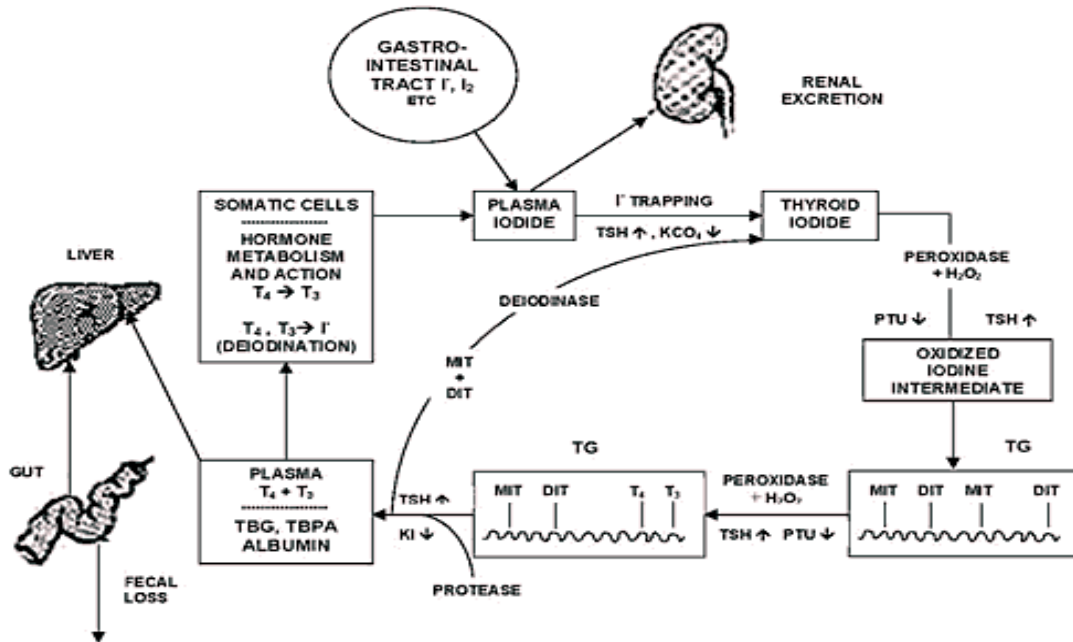 GASTRO-
INTESTINAL
TRACT I⁻, I₂
ETC
RENAL
EXCRETION
SOMATIC CELLS
HORMONE
METABOLISM
AND ACTION
T₄ → T₃
T₄ , T₃ → I⁻
(DEIODINATION)
PLASMA
IODIDE
I⁻ TRAPPING
TSH ↑ , KCO₄ ↓
THYROID
IODIDE
LIVER
DEIODINASE
PEROXIDASE
+ H₂O₂
PTU ↓ TSH ↑
OXIDIZED
IODINE
INTERMEDIATE
MIT
+
DIT
GUT
PLASMA
T₄ + T₃
TBG, TBPA
ALBUMIN
TSH ↑
KI ↓
PROTEASE
TG
MIT DIT T₄ T₃
PEROXIDASE
+ H₂O₂
TSH ↑ PTU ↓
TG
MIT DIT MIT DIT
FECAL
LOSS